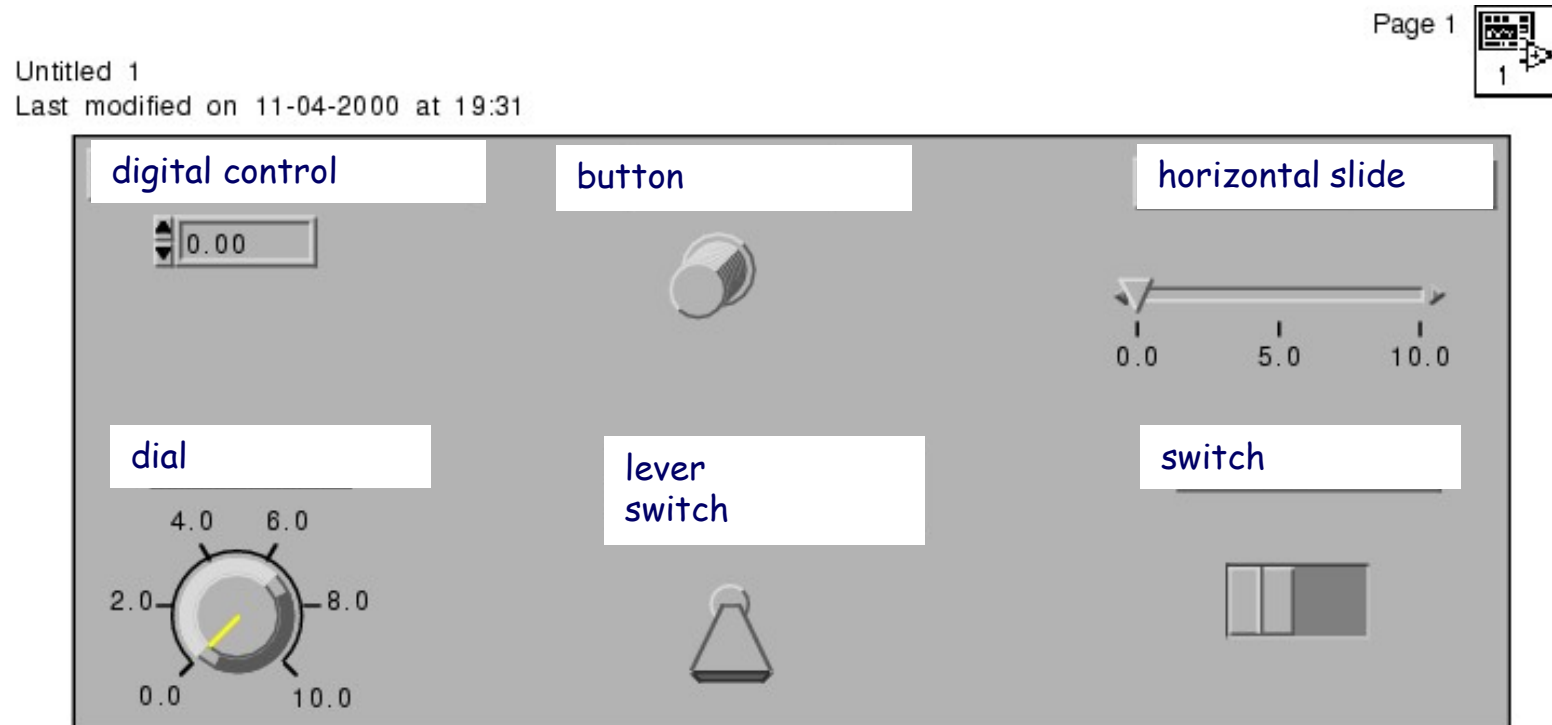 Page 1
1
Untitled 1
Last modified on 11-04-2000 at 19:31
digital control
button
horizontal slide
0.00
0.0 5.0 10.0
dial
lever
switch
switch
4.0 6.0
2.0 8.0
0.0 10.0